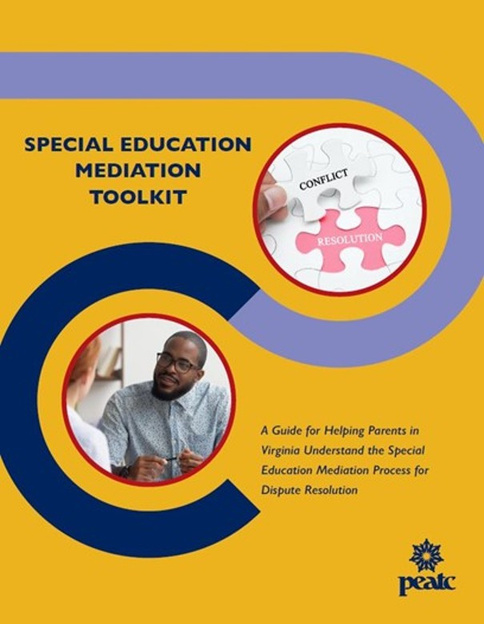 SPECIAL EDUCATION
MEDIATION
TOOLKIT
CONFLICT
RESOLUTION
A Guide for Helping Parents in
Virginia Understand the Special
Education Mediation Process for
Dispute Resolution
peatc